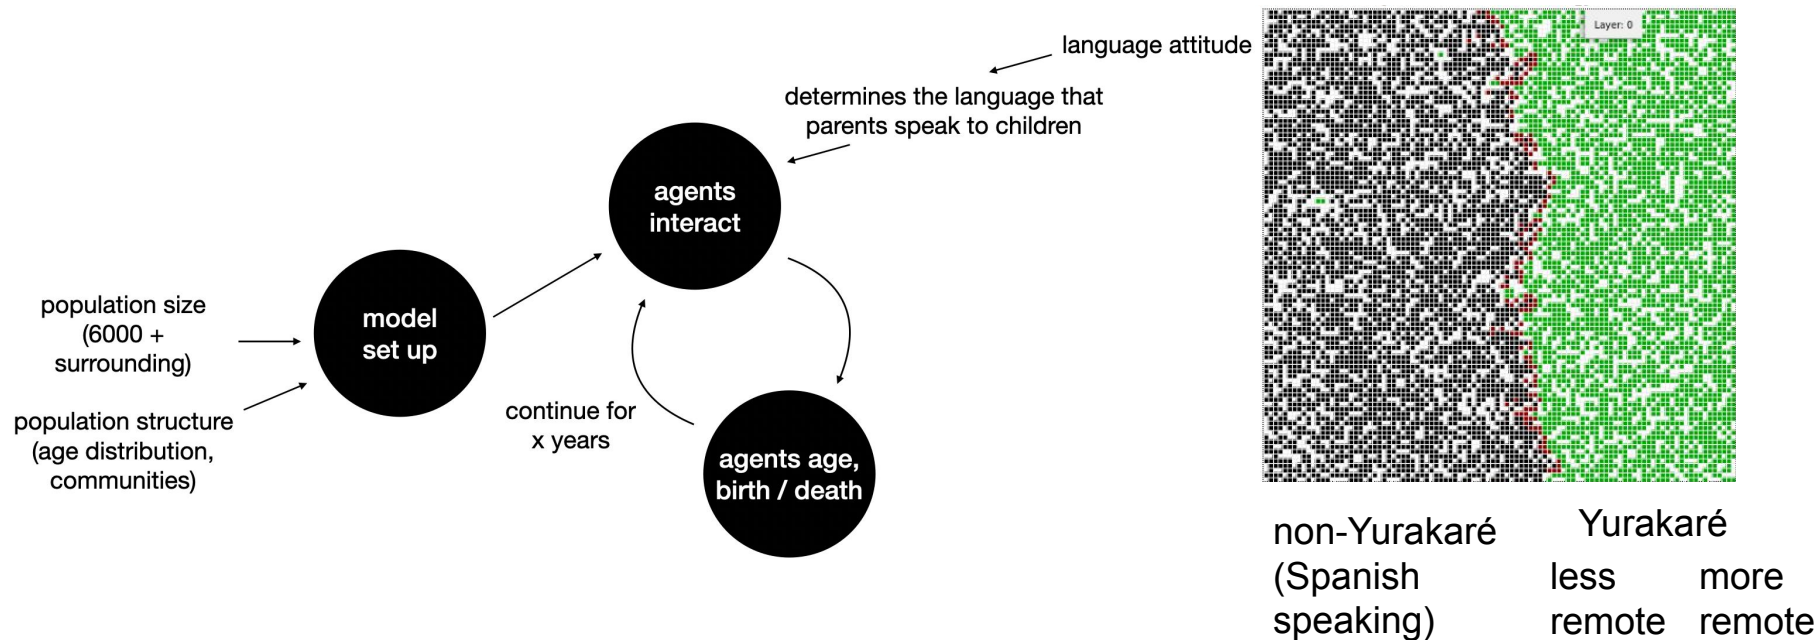 language attitude
determines the language that
parents speak to children
agents
interact
population size
(6000 +
surrounding)
model
set up
population structure
(age distribution,
communities)
continue for
x years
agents age,
birth / death
Layer: 0
non-Yurakaré
(Spanish
speaking)
Yurakaré
less
remote
more
remote